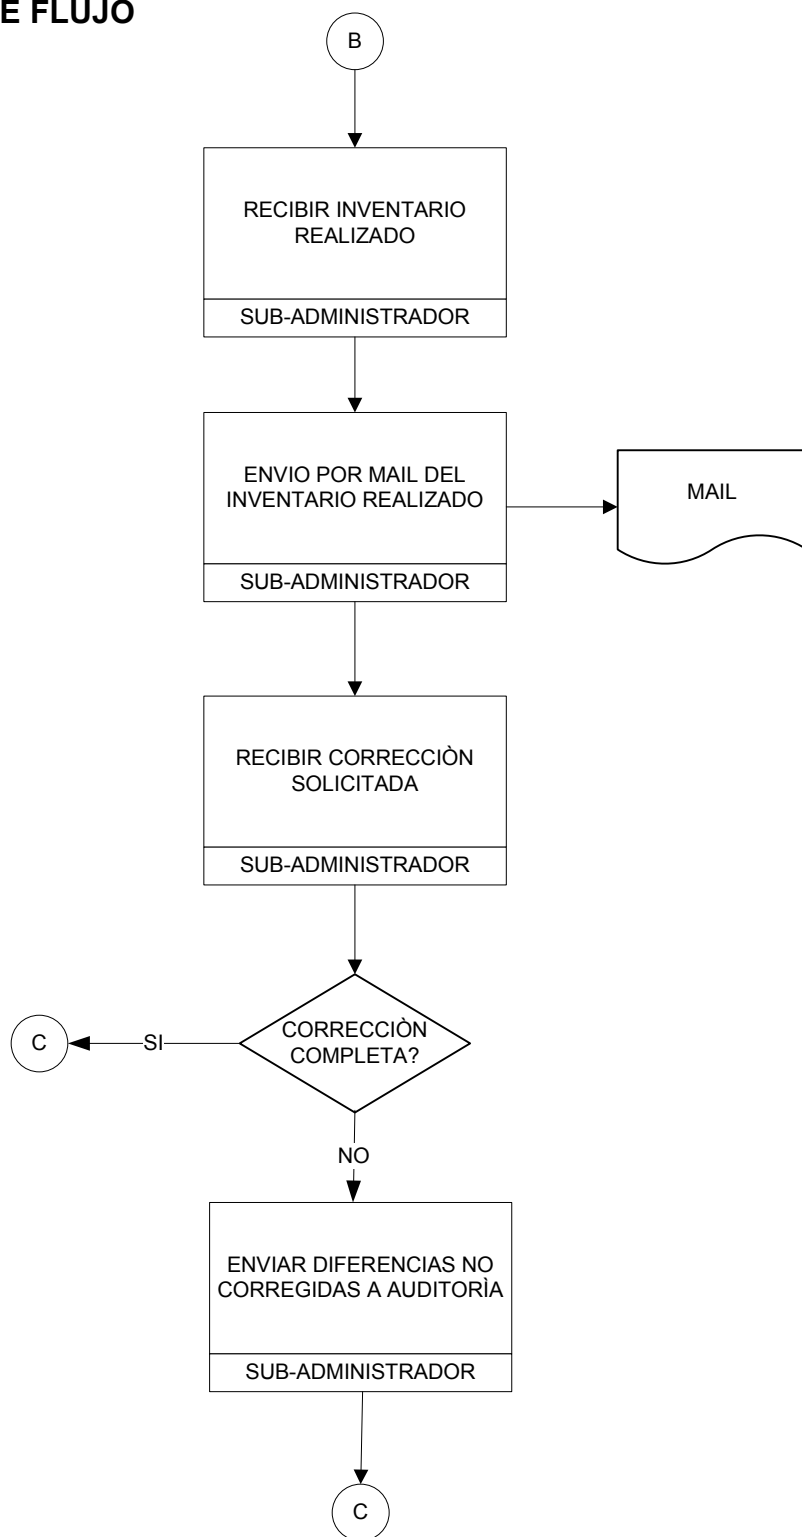 E FLUJO
B
RECIBIR INVENTARIO
REALIZADO
SUB-ADMINISTRADOR
ENVIO POR MAIL DEL
INVENTARIO REALIZADO
MAIL
SUB-ADMINISTRADOR
RECIBIR CORRECCIÒN
SOLICITADA
SUB-ADMINISTRADOR
CORRECCIÒN
COMPLETA?
SI
C
NO
ENVIAR DIFERENCIAS NO
CORREGIDAS A AUDITORÌA
SUB-ADMINISTRADOR
C